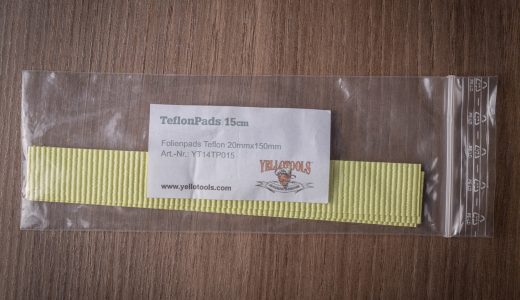 TeflonPads 15cm
Folienpads Teflon 20mmx150mm
Art.-Nr.: YT14TP015
YELLOTOOLS
www.yellotools.com